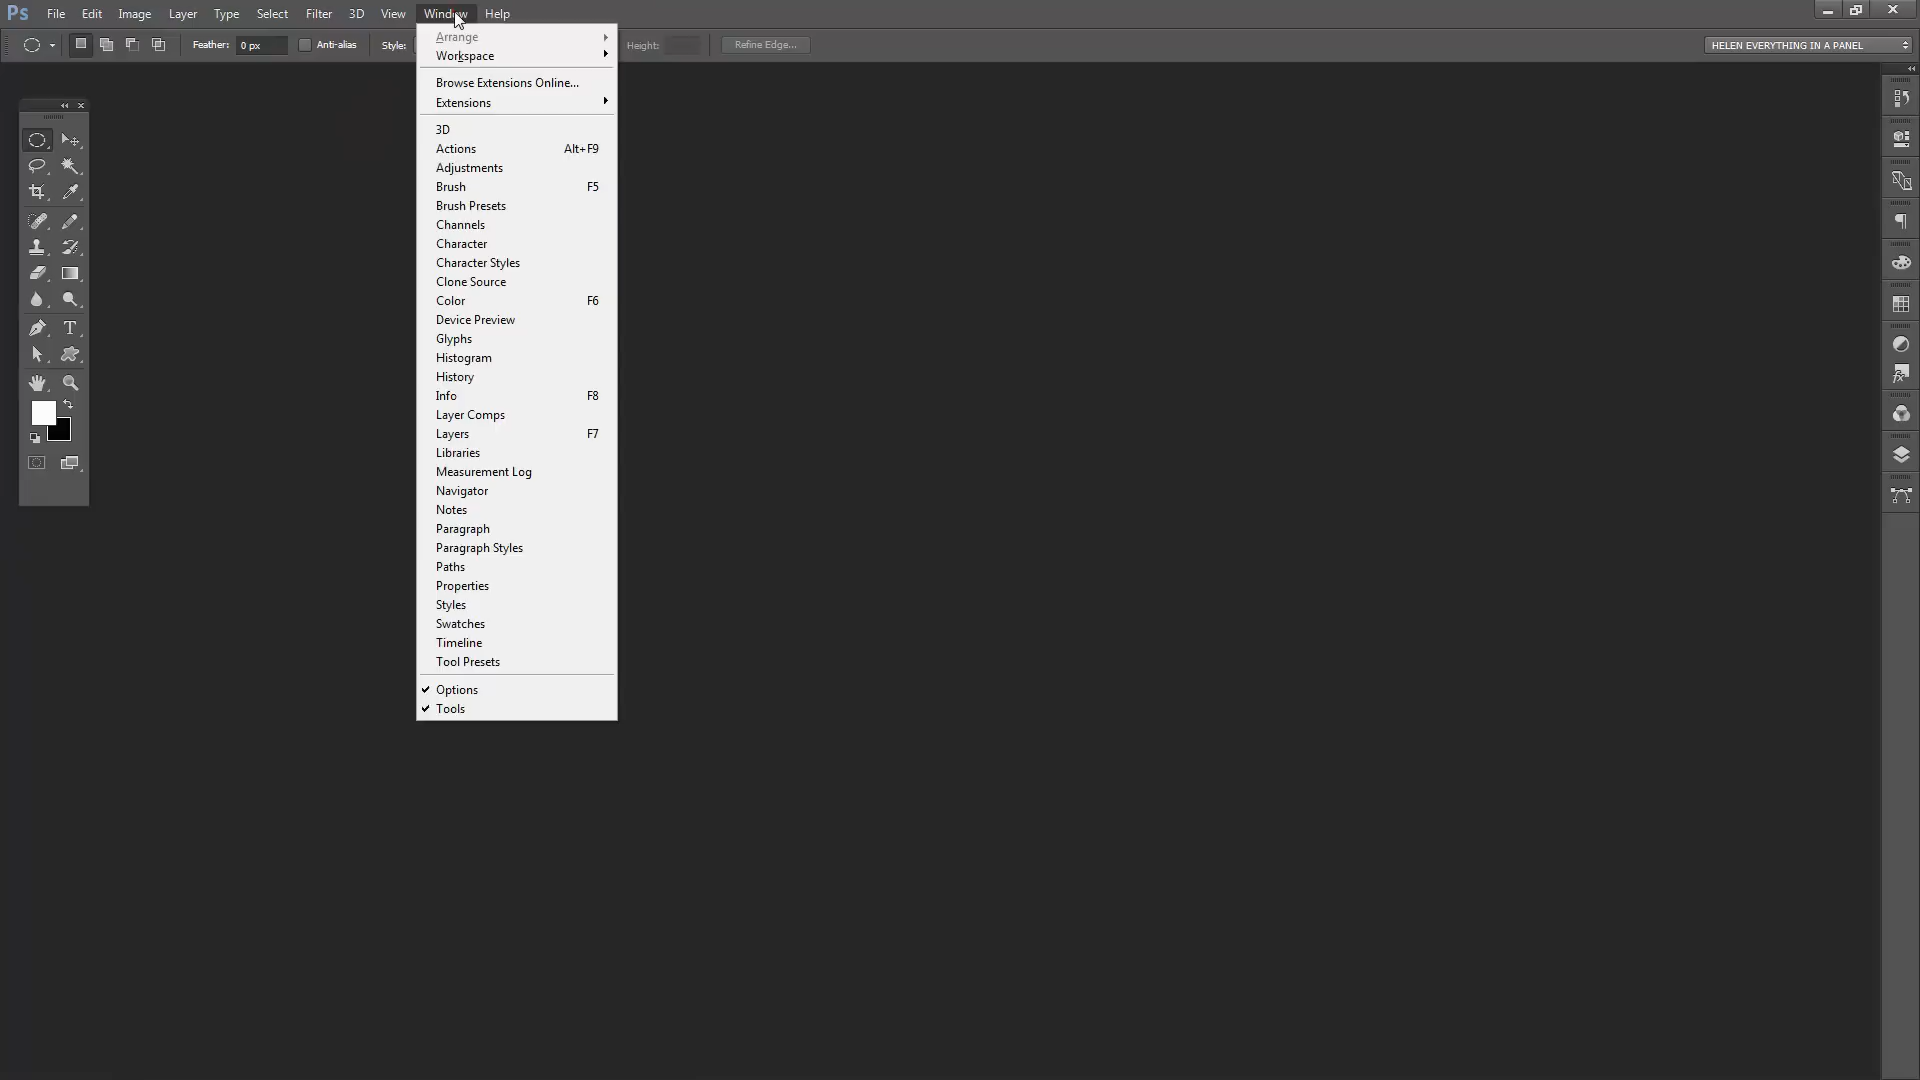 Ps File Edit Image Layer Type Select Filter 3D View Window Help
Feather: 0 px Anti-alias Style: Height: Refine Edge... HELEN EVERYTHING IN A PANEL
Arrange
Workspace
Browse Extensions Online...
Extensions
3D
Actions Alt+F9
Adjustments
Brush F5
Brush Presets
Channels
Character
Character Styles
Clone Source
Color F6
Device Preview
Glyphs
Histogram
History
Info F8
Layer Comps
Layers F7
Libraries
Measurement Log
Navigator
Notes
Paragraph
Paragraph Styles
Paths
Properties
Styles
Swatches
Timeline
Tool Presets
Options
Tools